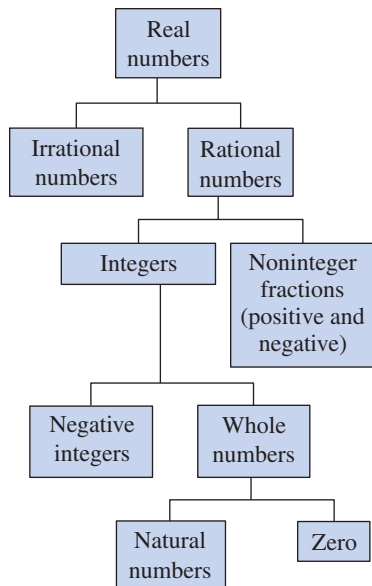 Real
numbers
Irrational
numbers
Rational
numbers
Integers
Noninteger
fractions
(positive and
negative)
Negative
integers
Whole
numbers
Natural
numbers
Zero